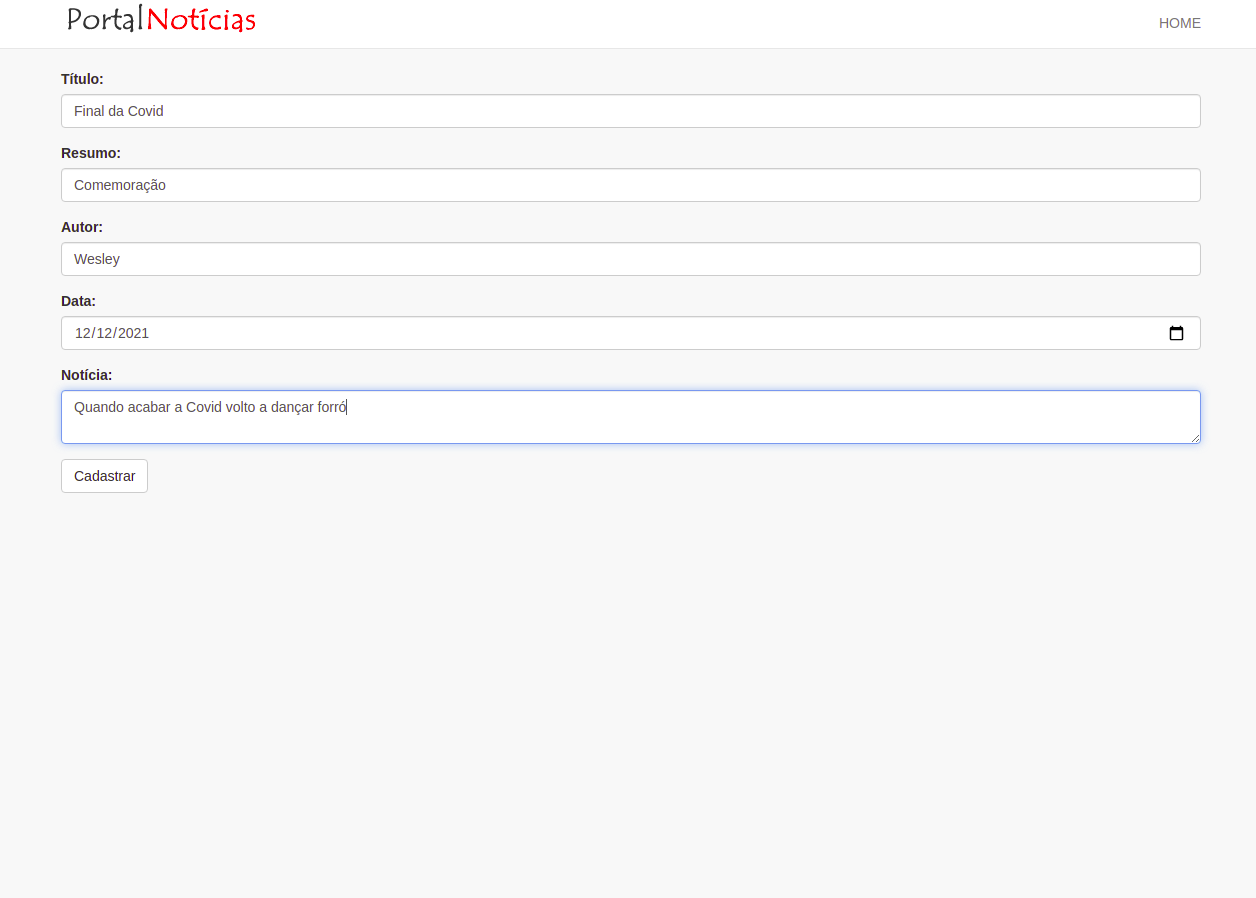 PortalNotícias
HOME
Título:
Final da Covid
Resumo:
Comemoração
Autor:
Wesley
Data:
12/12/2021
Notícia:
Quando acabar a Covid volto a dançar forró
Cadastrar